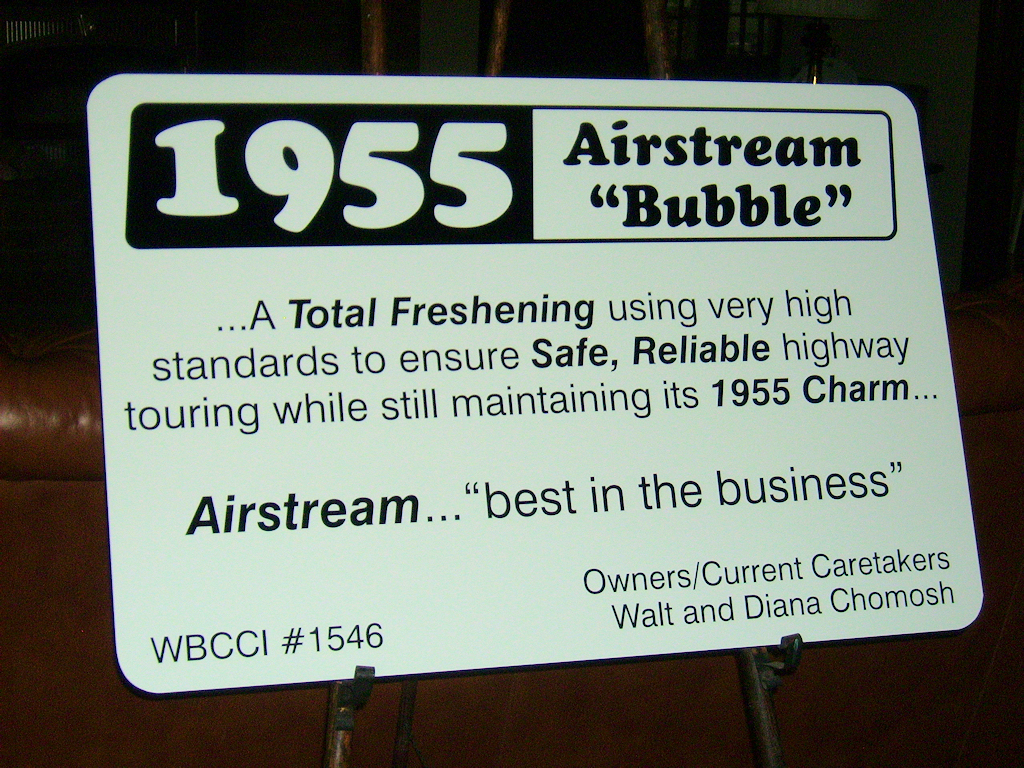 1955
Airstream
“Bubble”
...A Total Freshening using very high
standards to ensure Safe, Reliable highway
touring while still maintaining its 1955 Charm...
Airstream...“best in the business”
Owners/Current Caretakers
Walt and Diana Chomosh
WBCCI #1546